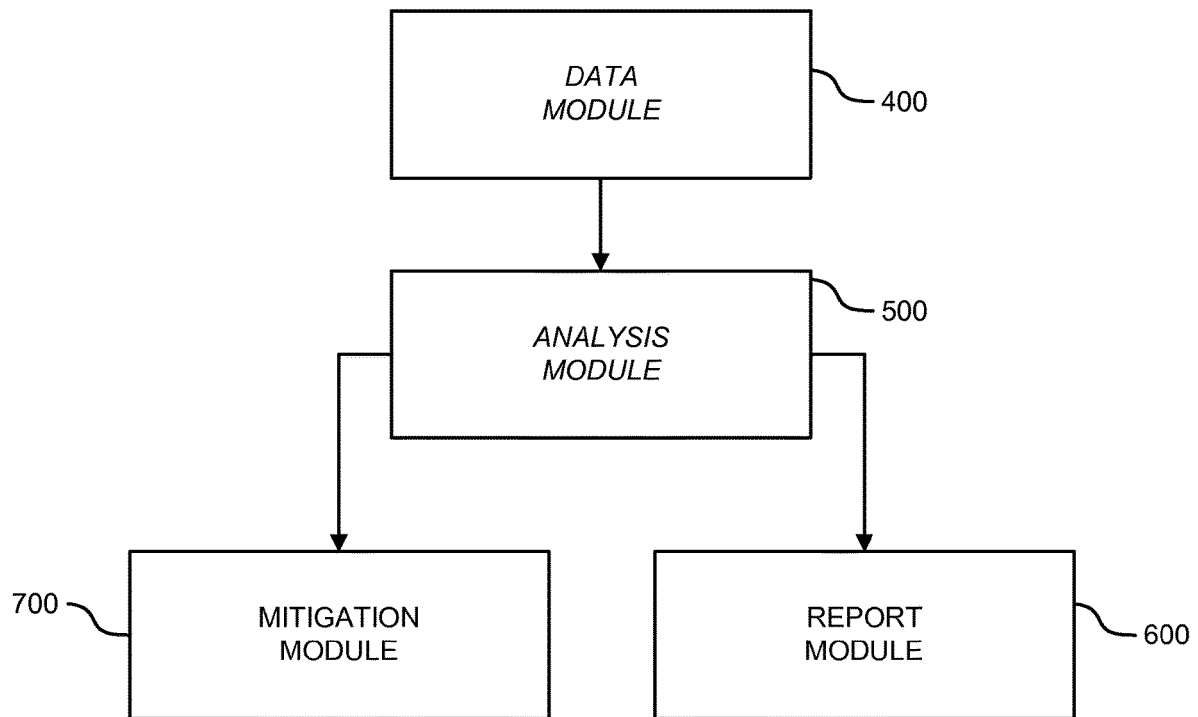 DATA
MODULE
400
ANALYSIS
MODULE
500
700
MITIGATION
MODULE
REPORT
MODULE
600